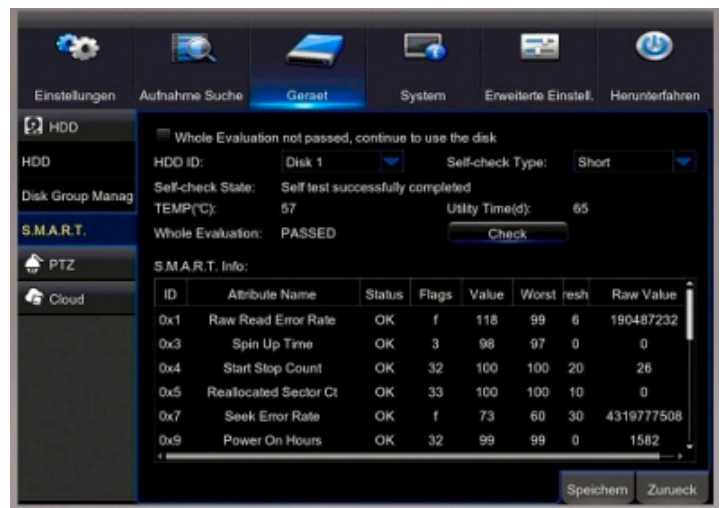 Einstellungen
Aufnahme Suche
Geraet
System
Erweiterte Einstell.
Herunterfahren
HDD
HDD
Disk Group Manag
S.M.A.R.T.
PTZ
Cloud
Whole Evaluation not passed, continue to use the disk
HDD ID: Disk 1 Self-check Type: Short
Self-check State: Self test successfully completed
TEMP(°C): 57 Utility Time(d): 65
Whole Evaluation: PASSED Check
S.M.A.R.T. Info:
ID Attribute Name Status Flags Value Worst resh Raw Value
0x1 Raw Read Error Rate OK f 118 99 6 190487232
0x3 Spin Up Time OK 3 98 97 0 0
0x4 Start Stop Count OK 32 100 100 20 26
0x5 Reallocated Sector Ct OK 33 100 100 10 0
0x7 Seek Error Rate OK f 73 60 30 4319777508
0x9 Power On Hours OK 32 99 99 0 1582
Speichern Zurueck